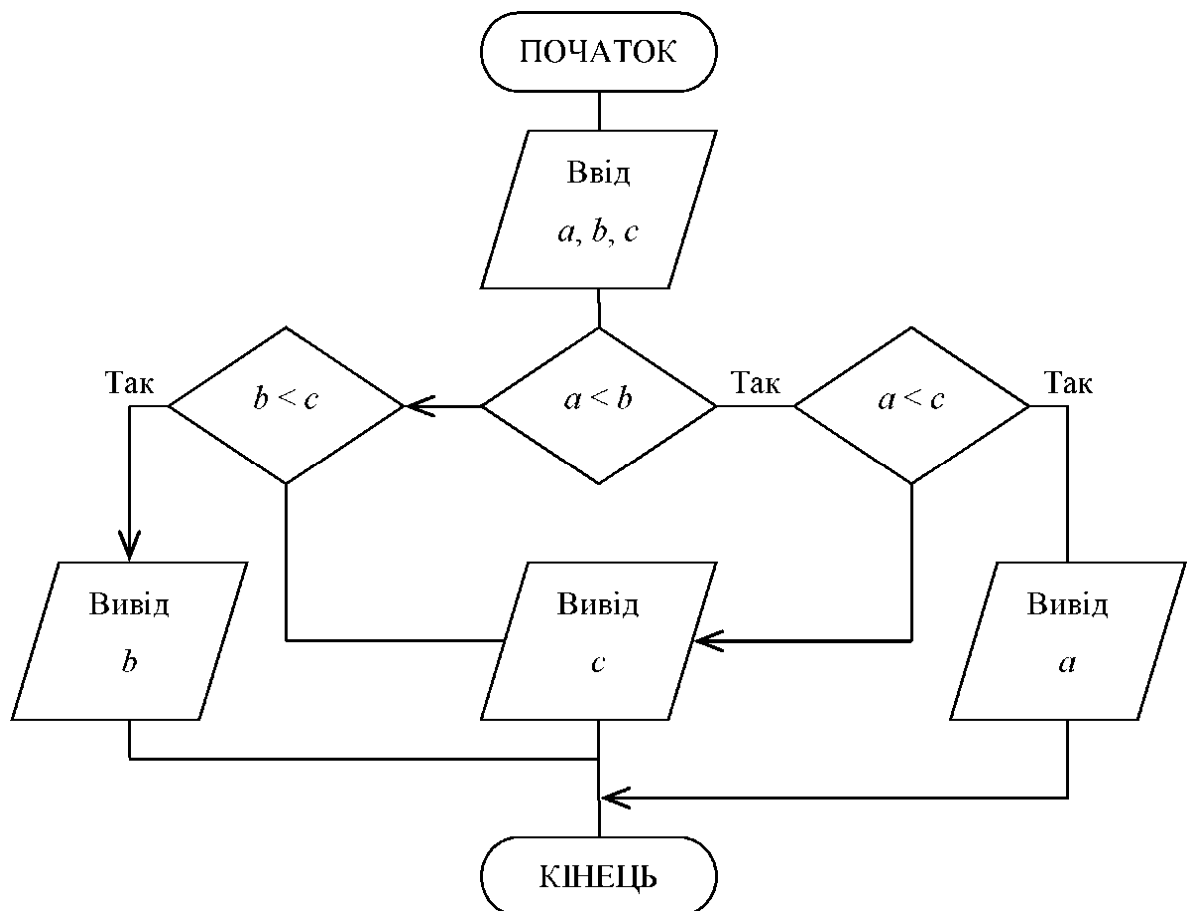 ПОЧАТОК
Ввід
a, b, c
Так
b < c
a < b
Так
a < c
Так
Вивід
b
Вивід
c
Вивід
a
КІНЕЦЬ